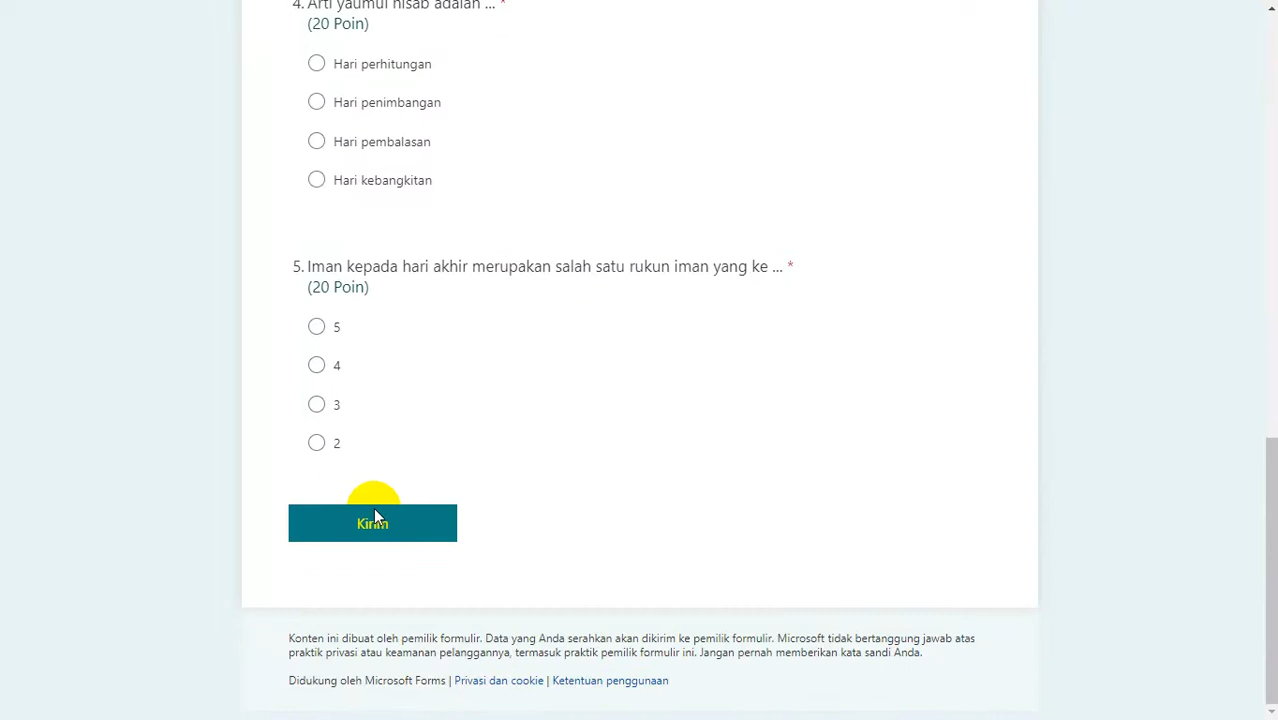 4. Arti yaumul hisab adalah ... *
(20 Poin)
Hari perhitungan
Hari penimbangan
Hari pembalasan
Hari kebangkitan
5. Iman kepada hari akhir merupakan salah satu rukun iman yang ke ... *
(20 Poin)
5
4
3
2
Kirim
Konten ini dibuat oleh pemilik formulir. Data yang Anda serahkan akan dikirim ke pemilik formulir. Microsoft tidak bertanggung jawab atas
praktik privasi atau keamanan pelanggannya, termasuk praktik pemilik formulir ini. Jangan pernah memberikan kata sandi Anda.
Didukung oleh Microsoft Forms | Privasi dan cookie | Ketentuan penggunaan